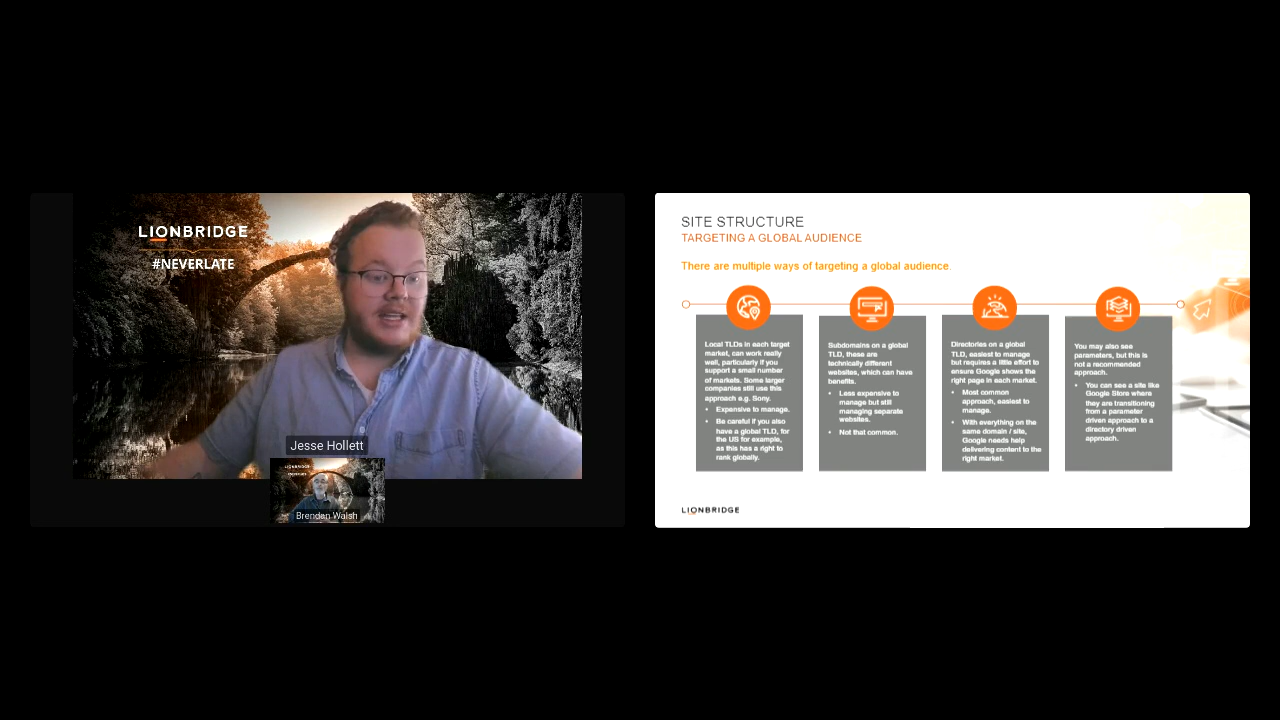 LIONBRIDGE
#NEVERLATE
Jesse Hollett
Brendan Walsh
SITE STRUCTURE
TARGETING A GLOBAL AUDIENCE
There are multiple ways of targeting a global audience.
Local TLDs in each target
market, can work really
well, particularly if you
support a small number
of markets. Some larger
companies still use this
approach e.g. Sony.
• Expensive to manage.
• Be careful if you also
have a global TLD, for
the US for example,
as this has a right to
rank globally.
Subdomains on a global
TLD, these are
technically different
websites, which can have
benefits.
• Less expensive to
manage but still
managing separate
websites.
• Not that common.
Directories on a global
TLD, easiest to manage
but requires a little effort to
ensure Google shows the
right page in each market.
• Most common
approach, easiest to
manage.
• With everything on the
same domain / site,
Google needs help
delivering content to the
right market.
You may also see
parameters, but this is
not a recommended
approach.
• You can see a site like
Google Store where
they are transitioning
from a parameter
driven approach to a
directory driven
approach.
LIONBRIDGE